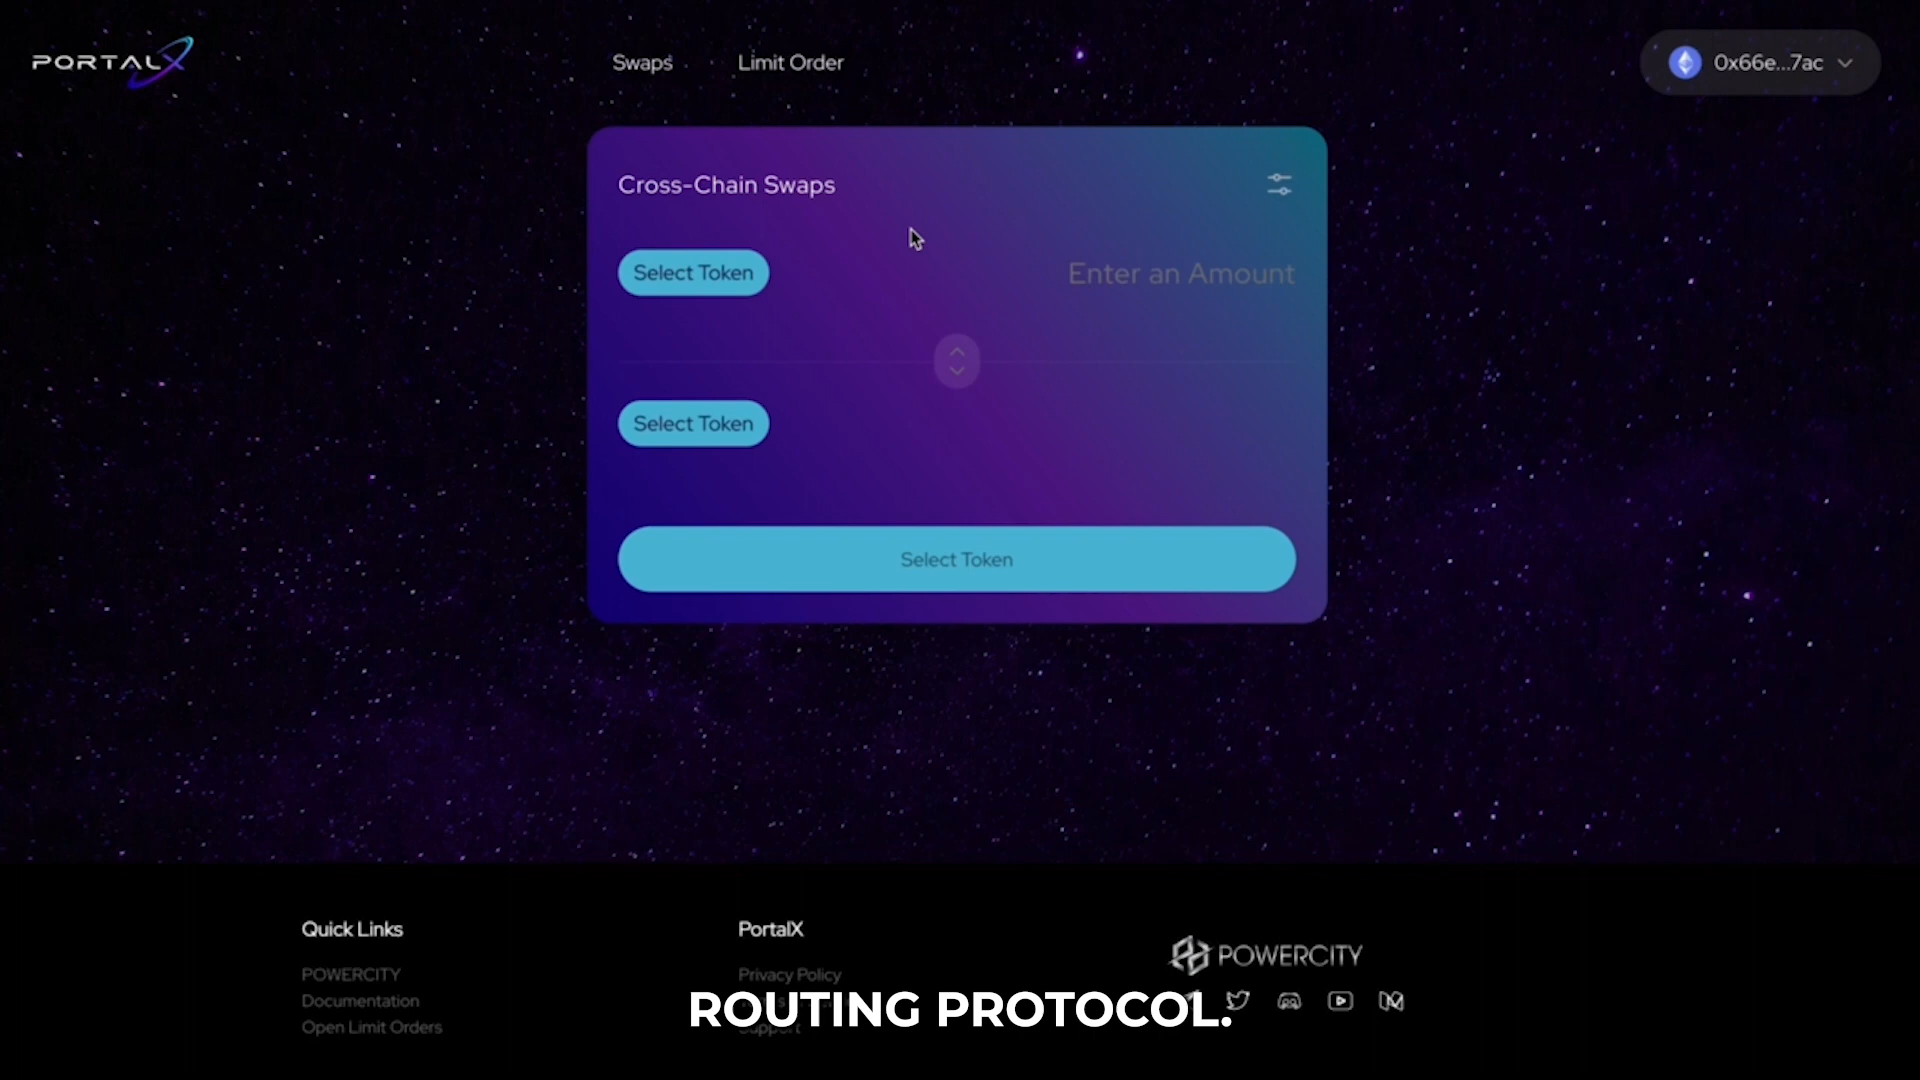 PORTALX
Swaps
Limit Order
0x66e...7ac
Cross-Chain Swaps
Select Token
Enter an Amount
Select Token
Select Token
Quick Links
POWERCITY
Documentation
Open Limit Orders
PortalX
Privacy Policy
Support
POWERCITY
ROUTING PROTOCOL.